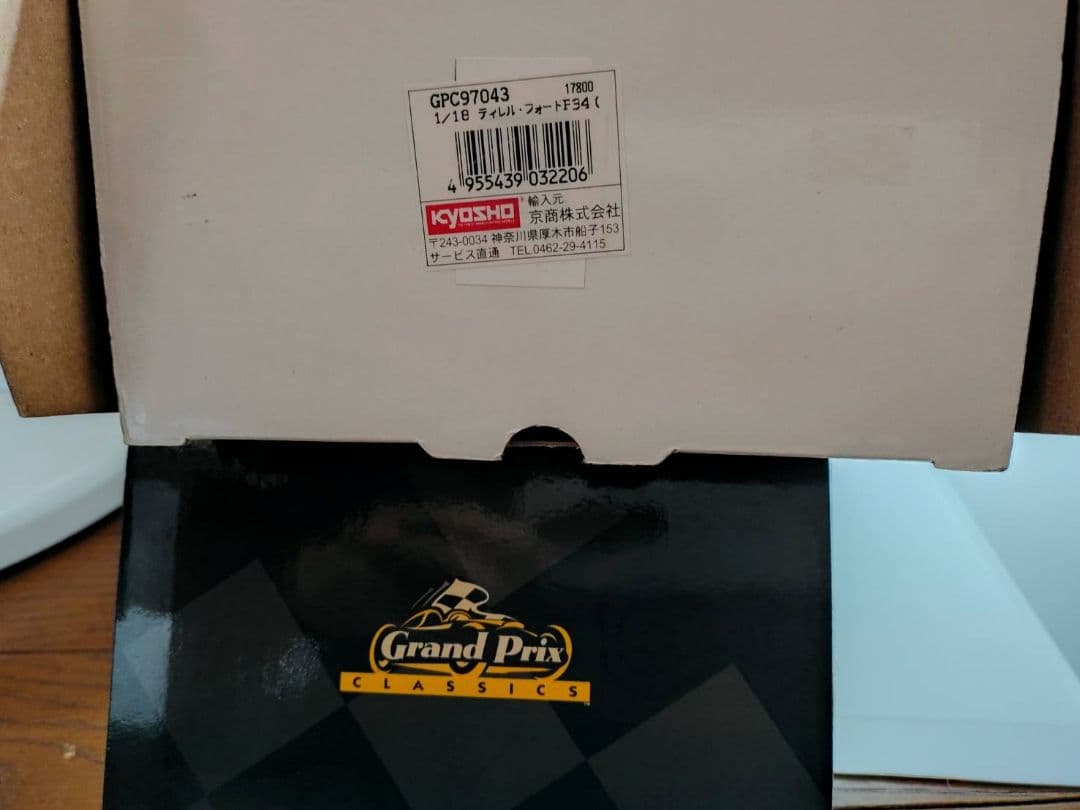 GPC97043 17800
1/18 ティレル・フォードF34 (
4 955439 032206
KYOSHO® 輸入元
京商株式会社
〒243-0034 神奈川県厚木市船子153
サービス直通 TEL.0462-29-4115
Grand Prix
CLASSICS